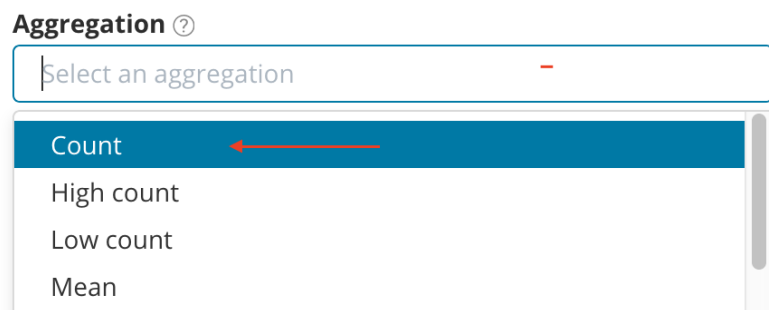 Aggregation ?
Select an aggregation
Count
High count
Low count
Mean